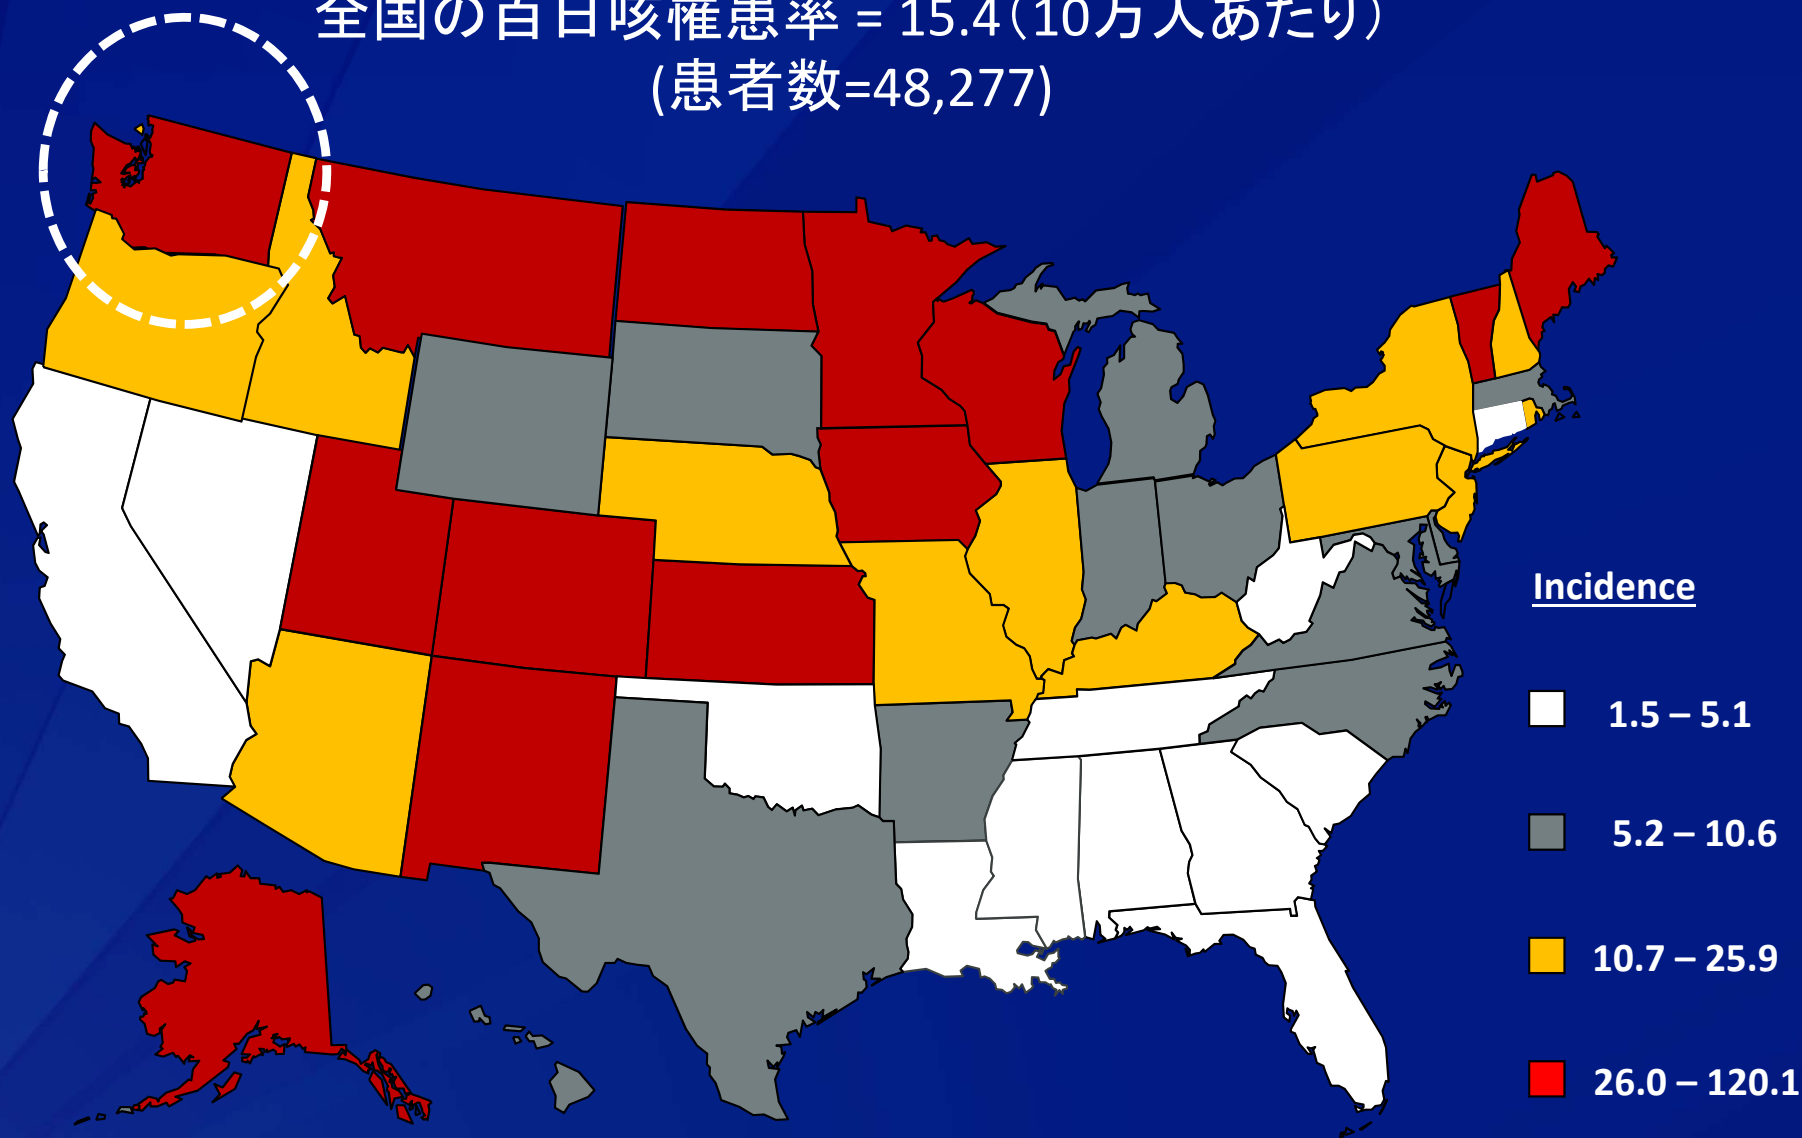 全国の百日咳罹患率 = 15.4（10万人あたり）
(患者数=48,277)
Incidence
1.5 – 5.1
5.2 – 10.6
10.7 – 25.9
26.0 – 120.1